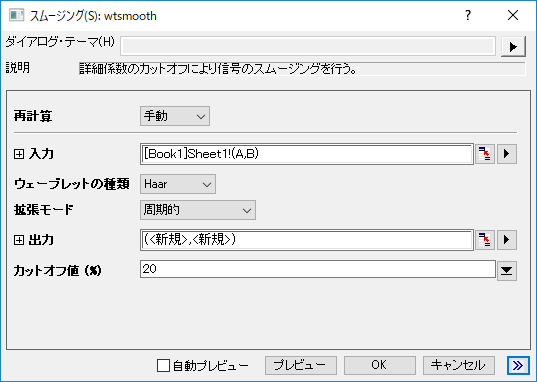 スムージング(S): wtsmooth
ダイアログ・テーマ(H)
説明 詳細係数のカットオフにより信号のスムージングを行う。
再計算 手動
入力 [Book1]Sheet1!(A,B)
ウェーブレットの種類 Haar
拡張モード 周期的
出力 (<新規>,<新規>)
カットオフ値 (%) 20
自動プレビュー プレビュー OK キャンセル